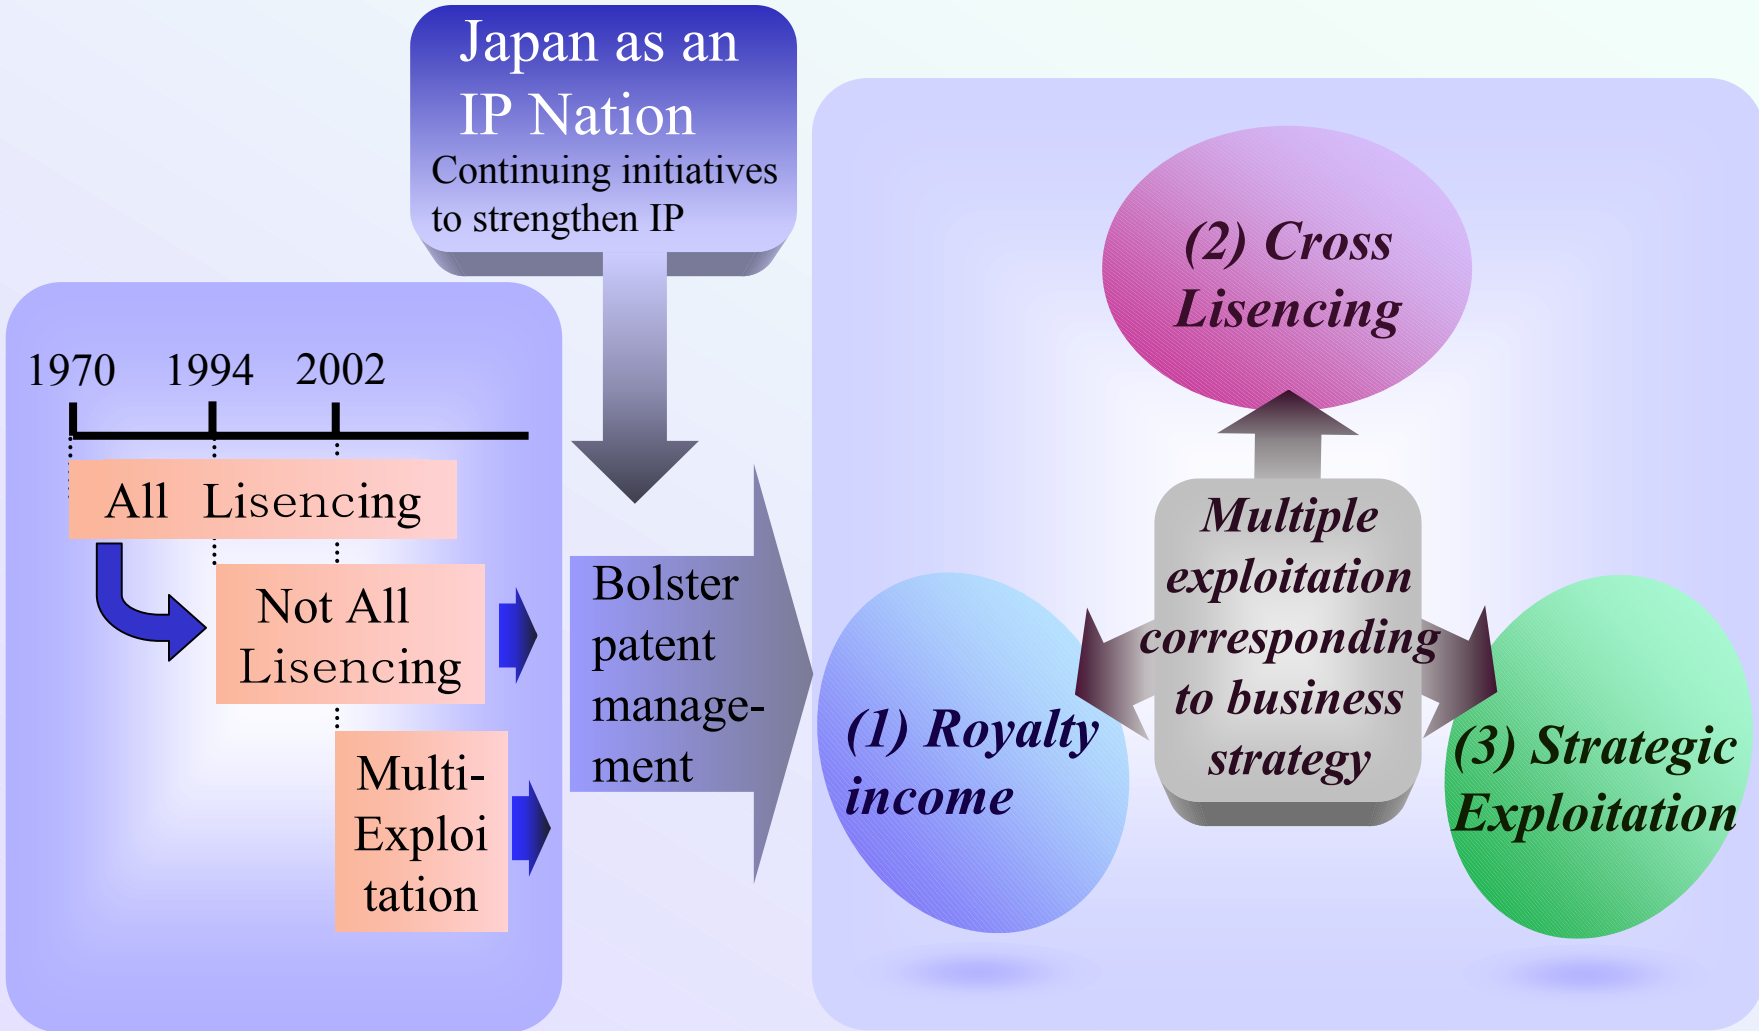 Japan as an
IP Nation
Continuing initiatives
to strengthen IP
1970 1994 2002
All Lisencing
Not All
Lisencing
Multi-
Exploi
tation
Bolster
patent
manage-
ment
(2) Cross
Lisencing
Multiple
exploitation
corresponding
to business
strategy
(1) Royalty
income
(3) Strategic
Exploitation